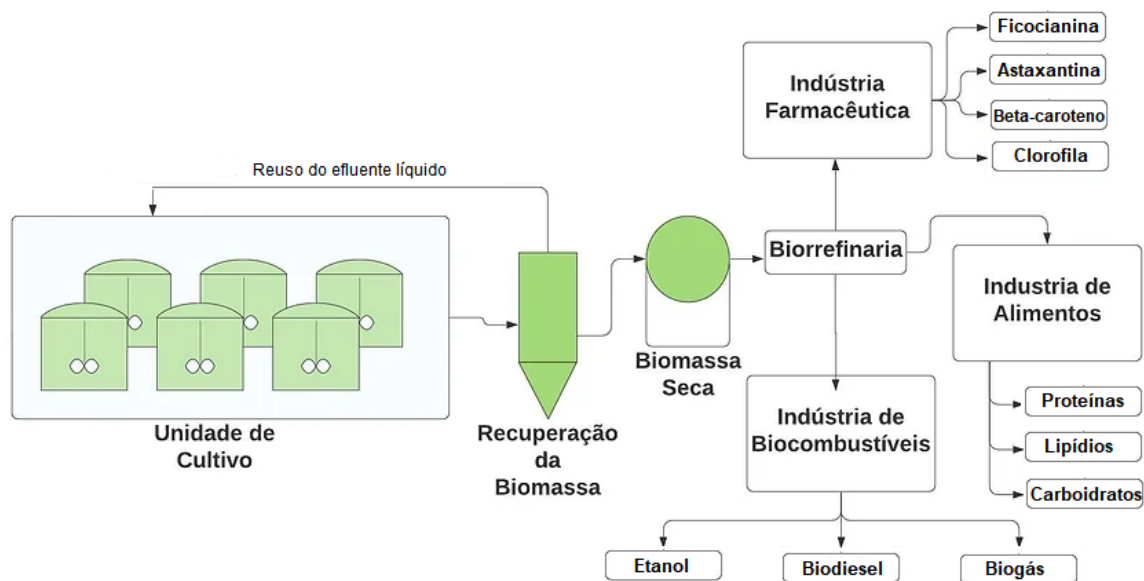 Ficocianina
Indústria
Farmacêutica
Astaxantina
Beta-caroteno
Clorofila
Reuso do efluente líquido
Biorrefinaria
Industria de
Alimentos
Biomassa
Seca
Unidade de
Cultivo
Recuperação
da
Biomassa
Indústria de
Biocombustíveis
Proteínas
Lipídios
Carboidratos
Etanol
Biodiesel
Biogás